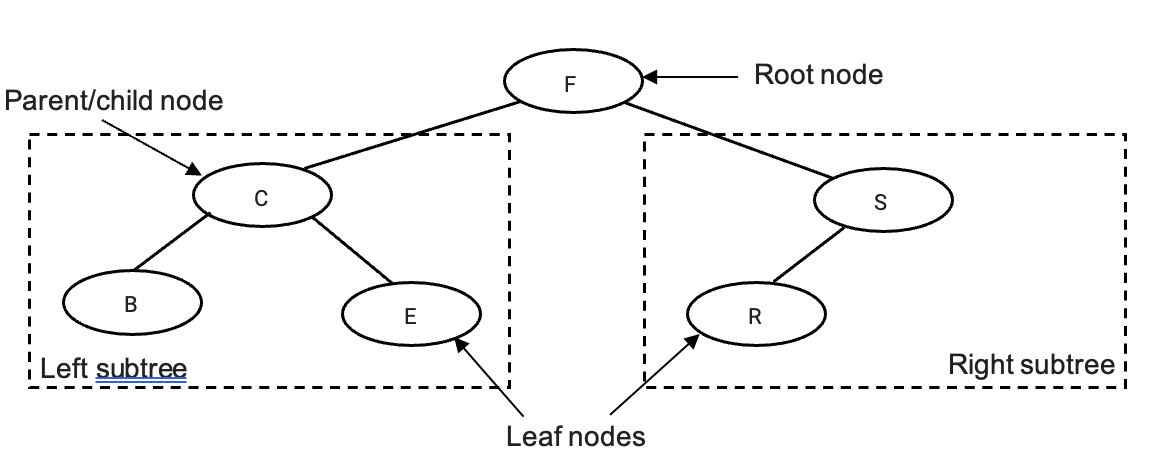 F
Root node
Parent/child node
C
S
B
E
R
Left subtree
Right subtree
Leaf nodes